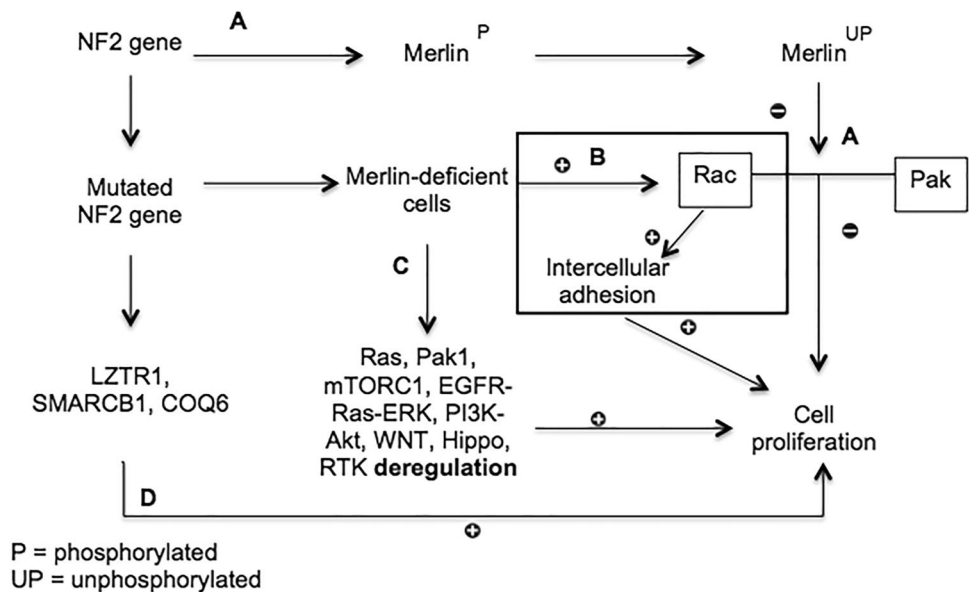 NF2 gene
A
Merlin P
Merlin UP
A
Mutated
NF2 gene
Merlin-deficient
cells
B
Rac
Pak
Intercellular
adhesion
C
LZTR1,
SMARCB1, COQ6
Ras, Pak1,
mTORC1, EGFR-
Ras-ERK, PI3K-
Akt, WNT, Hippo,
RTK deregulation
Cell
proliferation
D
P = phosphorylated
UP = unphosphorylated